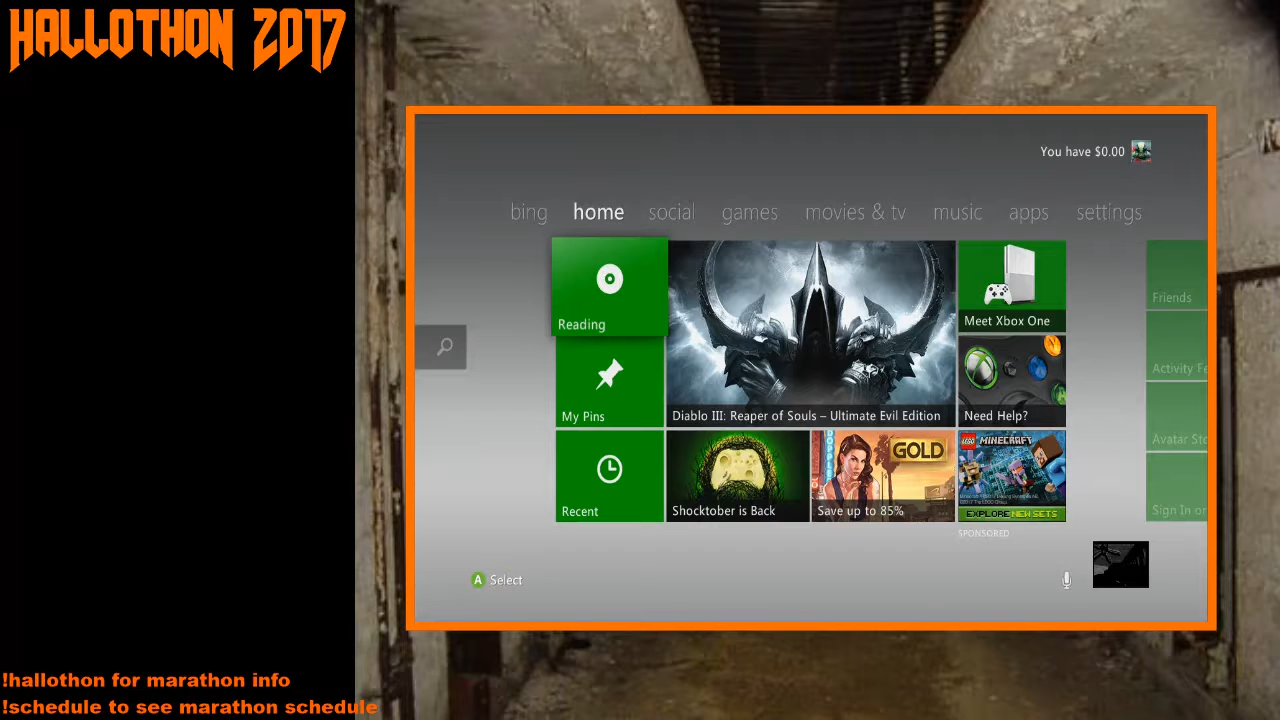 HALLOTHON 2017
You have $0.00
bing home social games movies & tv music apps settings
Reading
My Pins
Recent
Diablo III: Reaper of Souls – Ultimate Evil Edition
Shocktober is Back
GOLD
Save up to 85%
Meet Xbox One
Need Help?
LEGO MINECRAFT
EXPLORE NEW SETS
SPONSORED
Friends
Activity Fe
Avatar Sto
Sign In or
A Select
!hallothon for marathon info
!schedule to see marathon schedule